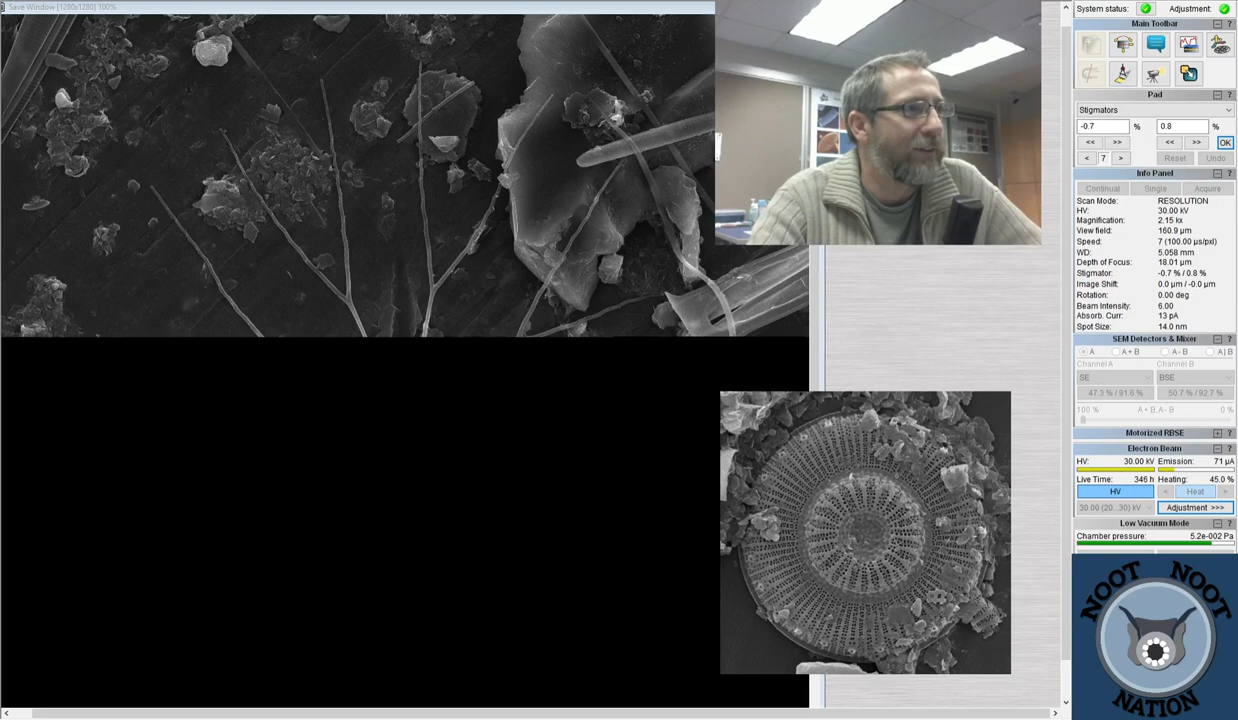 Save Window [1280x1280] 100%
System status:
Adjustment:
Main Toolbar
Pad
Stigmators
-0.7 % 0.8 %
<< >> << >> OK
< 7 > Reset Undo
Info Panel
Continual Single Acquire
Scan Mode: RESOLUTION
HV: 30.00 kV
Magnification: 2.15 kx
View field: 160.9 µm
Speed: 7 (100.00 µs/pxl)
WD: 5.058 mm
Depth of Focus: 18.01 µm
Stigmator: -0.7 % / 0.8 %
Image Shift: 0.0 µm / -0.0 µm
Rotation: 0.00 deg
Beam Intensity: 6.00
Absorb. Curr: 13 pA
Spot Size: 14.0 nm
SEM Detectors & Mixer
A A + B A - B A | B
Channel A Channel B
SE BSE
47.3 % / 91.6 % 50.7 % / 92.7 %
100 % A + B,A - B 0 %
Motorized RBSE
Electron Beam
HV: 30.00 kV Emission: 71 µA
Live Time: 346 h Heating: 45.0 %
HV < Heat >
30.00 (20...30) kV Adjustment >>>
Low Vacuum Mode
Chamber pressure: 5.2e-002 Pa
NOOT NOOT
NATION